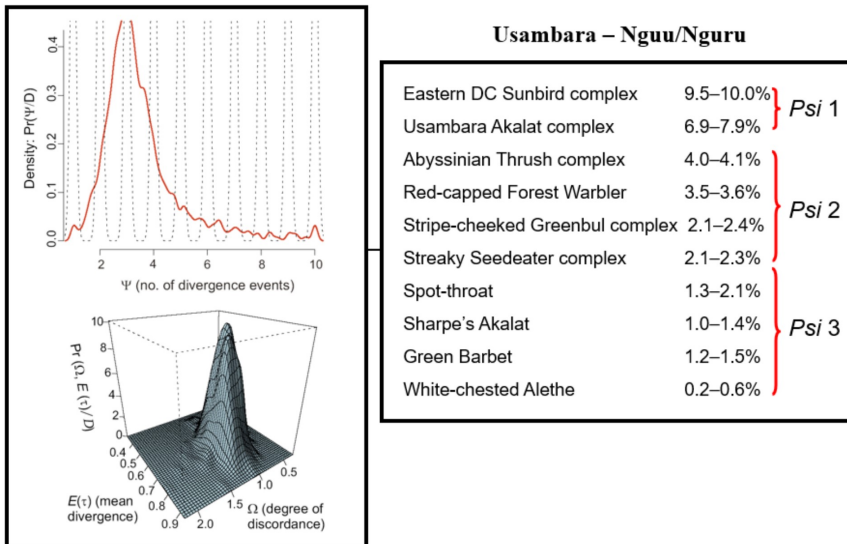 Usambara – Nguu/Nguru
Density: Pr(Ψ/D)
0.4
0.3
0.2
0.1
0.0
2 4 6 8 10
Ψ (no. of divergence events)
Pr (Ω, E (τ)/D)
10
8
6
4
2
0
0.4
0.5
0.6
0.7
0.8
0.9
E(τ) (mean
divergence)
2.0
1.5
1.0
0.5
Ω (degree of
discordance)
Eastern DC Sunbird complex 9.5–10.0%
Usambara Akalat complex 6.9–7.9%
Psi 1
Abyssinian Thrush complex 4.0–4.1%
Red-capped Forest Warbler 3.5–3.6%
Stripe-cheeked Greenbul complex 2.1–2.4%
Streaky Seedeater complex 2.1–2.3%
Psi 2
Spot-throat 1.3–2.1%
Sharpe's Akalat 1.0–1.4%
Green Barbet 1.2–1.5%
White-chested Alethe 0.2–0.6%
Psi 3